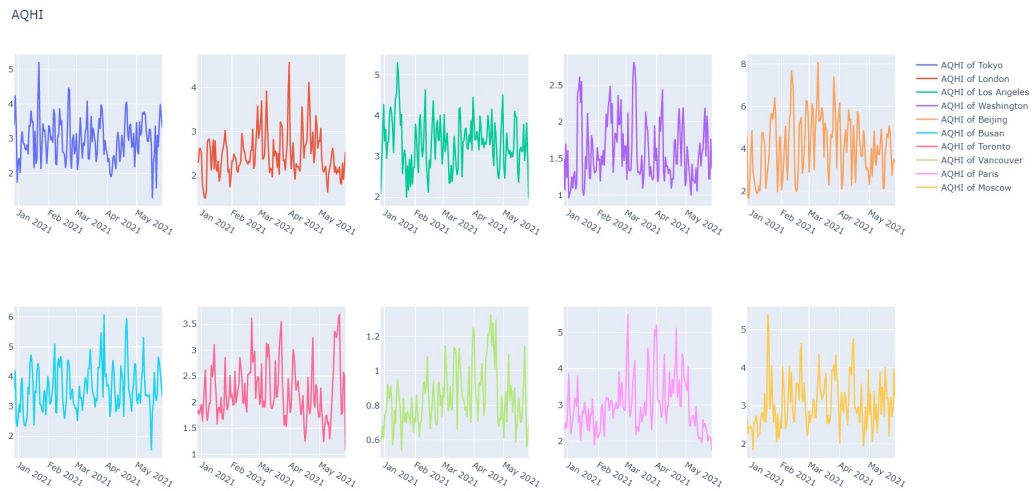 AQHI
5
4
3
2
Jan 2021
Feb 2021
Mar 2021
Apr 2021
May 2021
4
3
2
Jan 2021
Feb 2021
Mar 2021
Apr 2021
May 2021
5
4
3
2
Jan 2021
Feb 2021
Mar 2021
Apr 2021
May 2021
2.5
2
1.5
1
Jan 2021
Feb 2021
Mar 2021
Apr 2021
May 2021
8
6
4
2
Jan 2021
Feb 2021
Mar 2021
Apr 2021
May 2021
AQHI of Tokyo
AQHI of London
AQHI of Los Angeles
AQHI of Washington
AQHI of Beijing
AQHI of Busan
AQHI of Toronto
AQHI of Vancouver
AQHI of Paris
AQHI of Moscow
6
5
4
3
2
Jan 2021
Feb 2021
Mar 2021
Apr 2021
May 2021
3.5
3
2.5
2
1.5
1
Jan 2021
Feb 2021
Mar 2021
Apr 2021
May 2021
1.2
1
0.8
0.6
Jan 2021
Feb 2021
Mar 2021
Apr 2021
May 2021
5
4
3
2
Jan 2021
Feb 2021
Mar 2021
Apr 2021
May 2021
5
4
3
2
Jan 2021
Feb 2021
Mar 2021
Apr 2021
May 2021